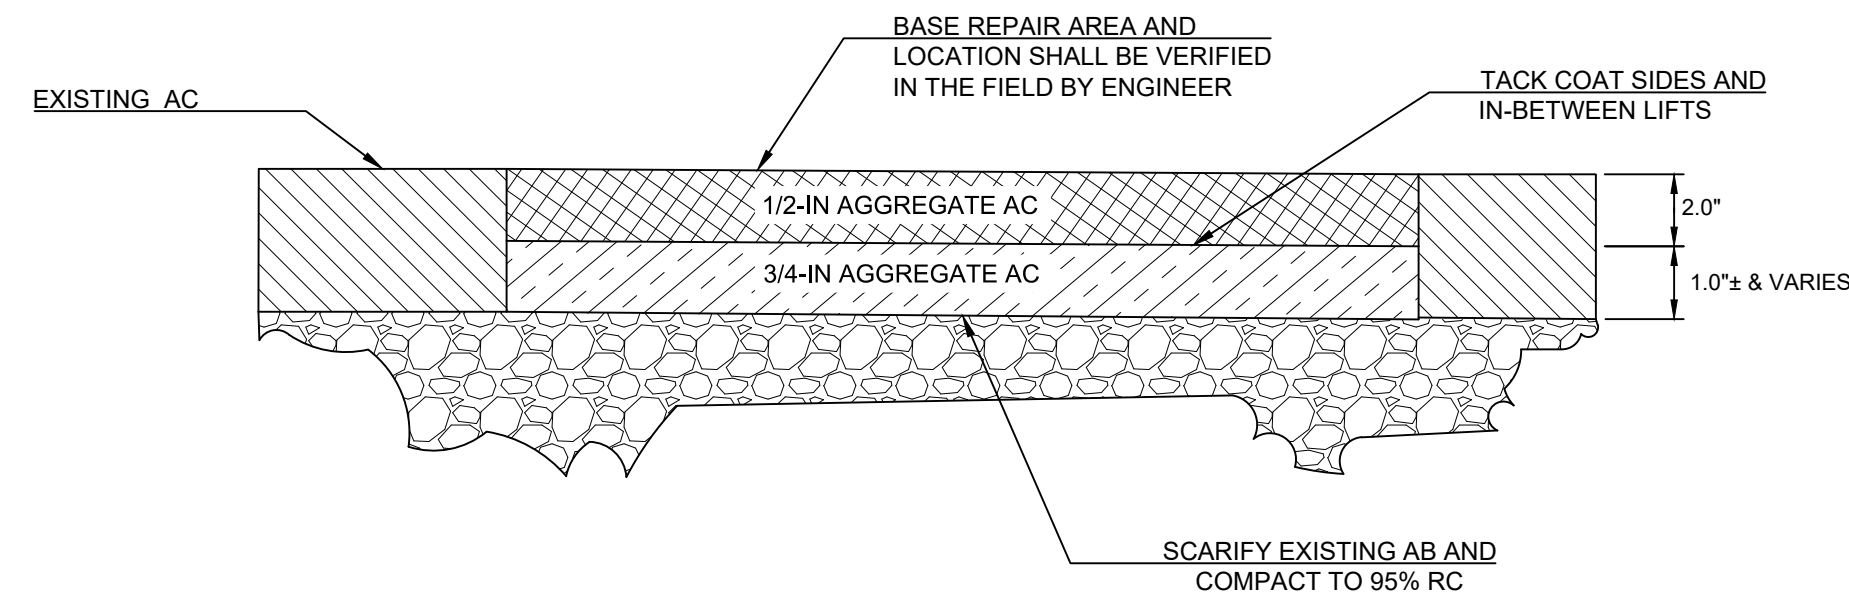 BASE REPAIR AREA AND
LOCATION SHALL BE VERIFIED
IN THE FIELD BY ENGINEER
TACK COAT SIDES AND
IN-BETWEEN LIFTS
EXISTING AC
1/2-IN AGGREGATE AC
2.0"
3/4-IN AGGREGATE AC
1.0"± & VARIES
SCARIFY EXISTING AB AND
COMPACT TO 95% RC